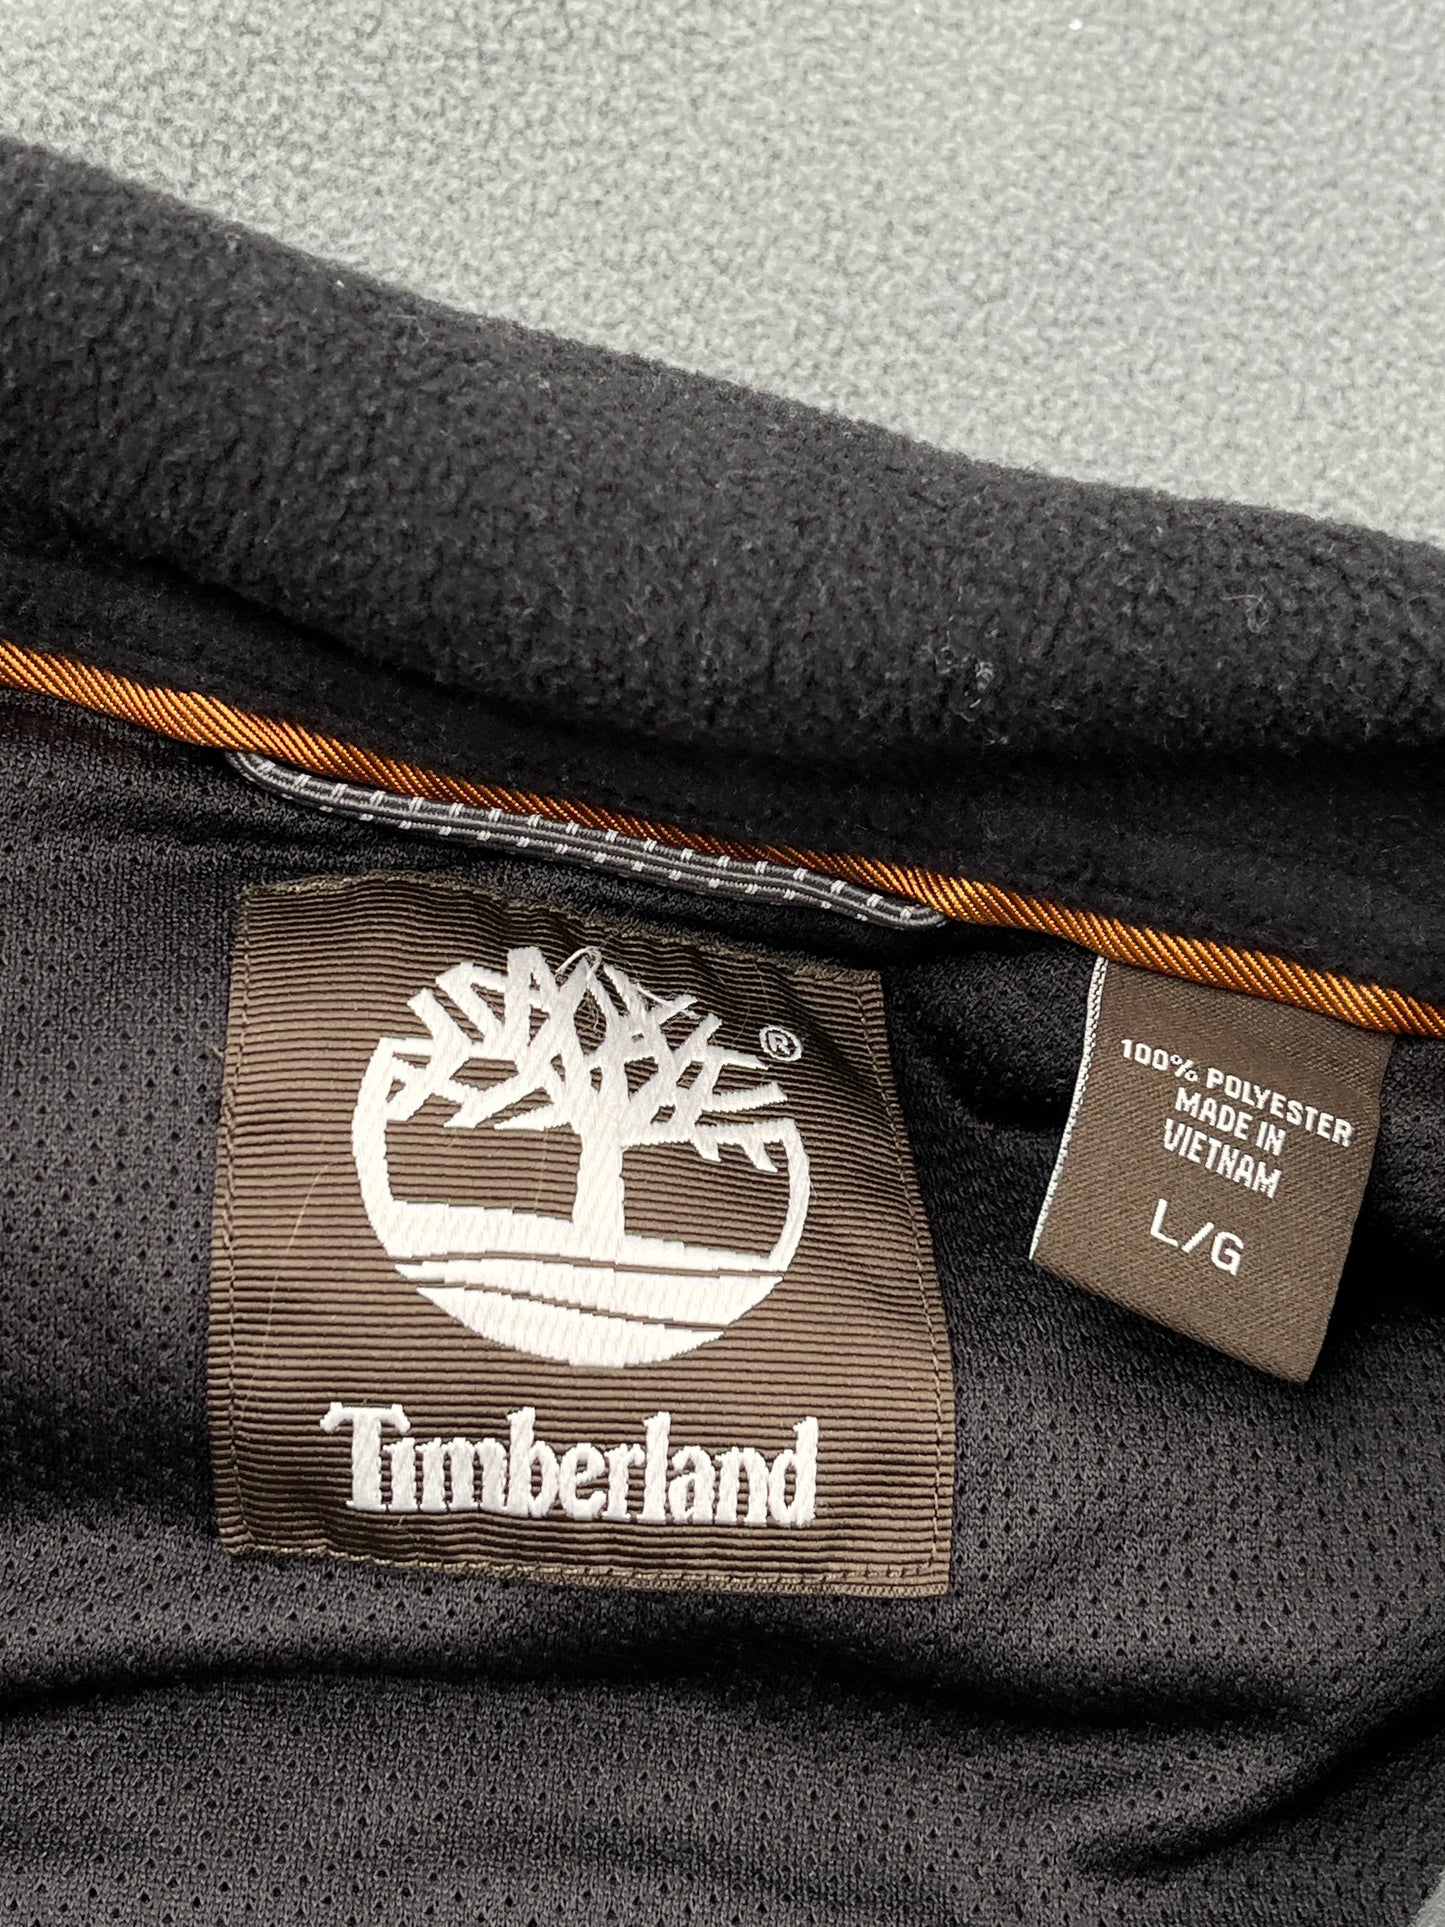 ®
Timberland
100% POLYESTER
MADE IN
VIETNAM
L/G